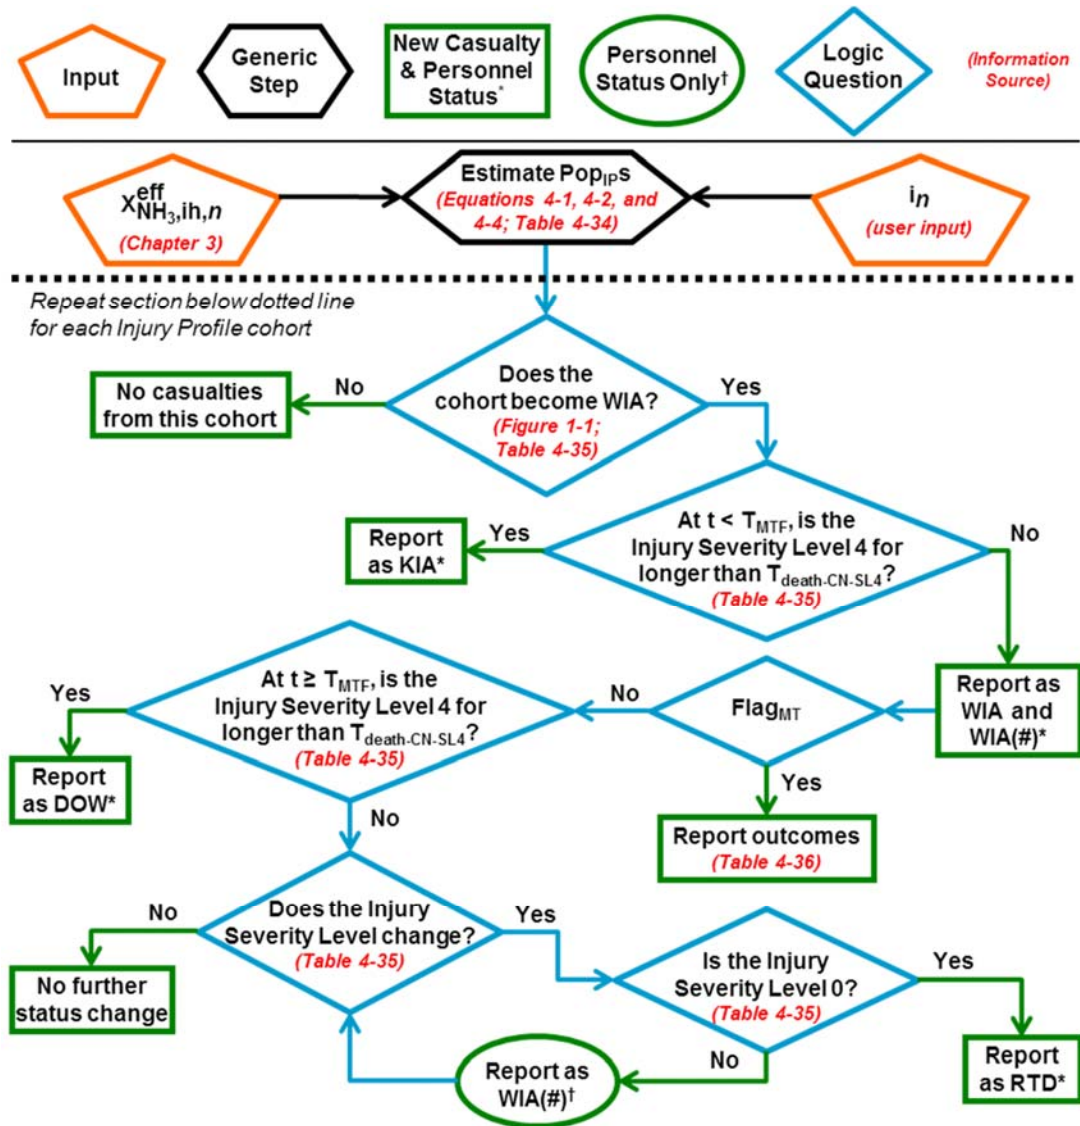 Input
Generic
Step
New Casualty
& Personnel
Status*
Personnel
Status Only†
Logic
Question
(Information
Source)
X^eff_NH₃,ih,n
(Chapter 3)
Estimate Pop_IPs
(Equations 4-1, 4-2, and
4-4; Table 4-34)
i_n
(user input)
Repeat section below dotted line
for each Injury Profile cohort
Does the
cohort become WIA?
(Figure 1-1;
Table 4-35)
No
Yes
No casualties
from this cohort
At t < T_MTF, is the
Injury Severity Level 4 for
longer than T_death-CN-SL4?
(Table 4-35)
Yes
No
Report
as KIA*
Report as
WIA and
WIA(#)*
Flag_MT
No
Yes
Report outcomes
(Table 4-36)
At t ≥ T_MTF, is the
Injury Severity Level 4 for
longer than T_death-CN-SL4?
(Table 4-35)
Yes
No
Report
as DOW*
Does the Injury
Severity Level change?
(Table 4-35)
No
Yes
No further
status change
Is the Injury
Severity Level 0?
(Table 4-35)
Yes
No
Report as
WIA(#)†
Report
as RTD*